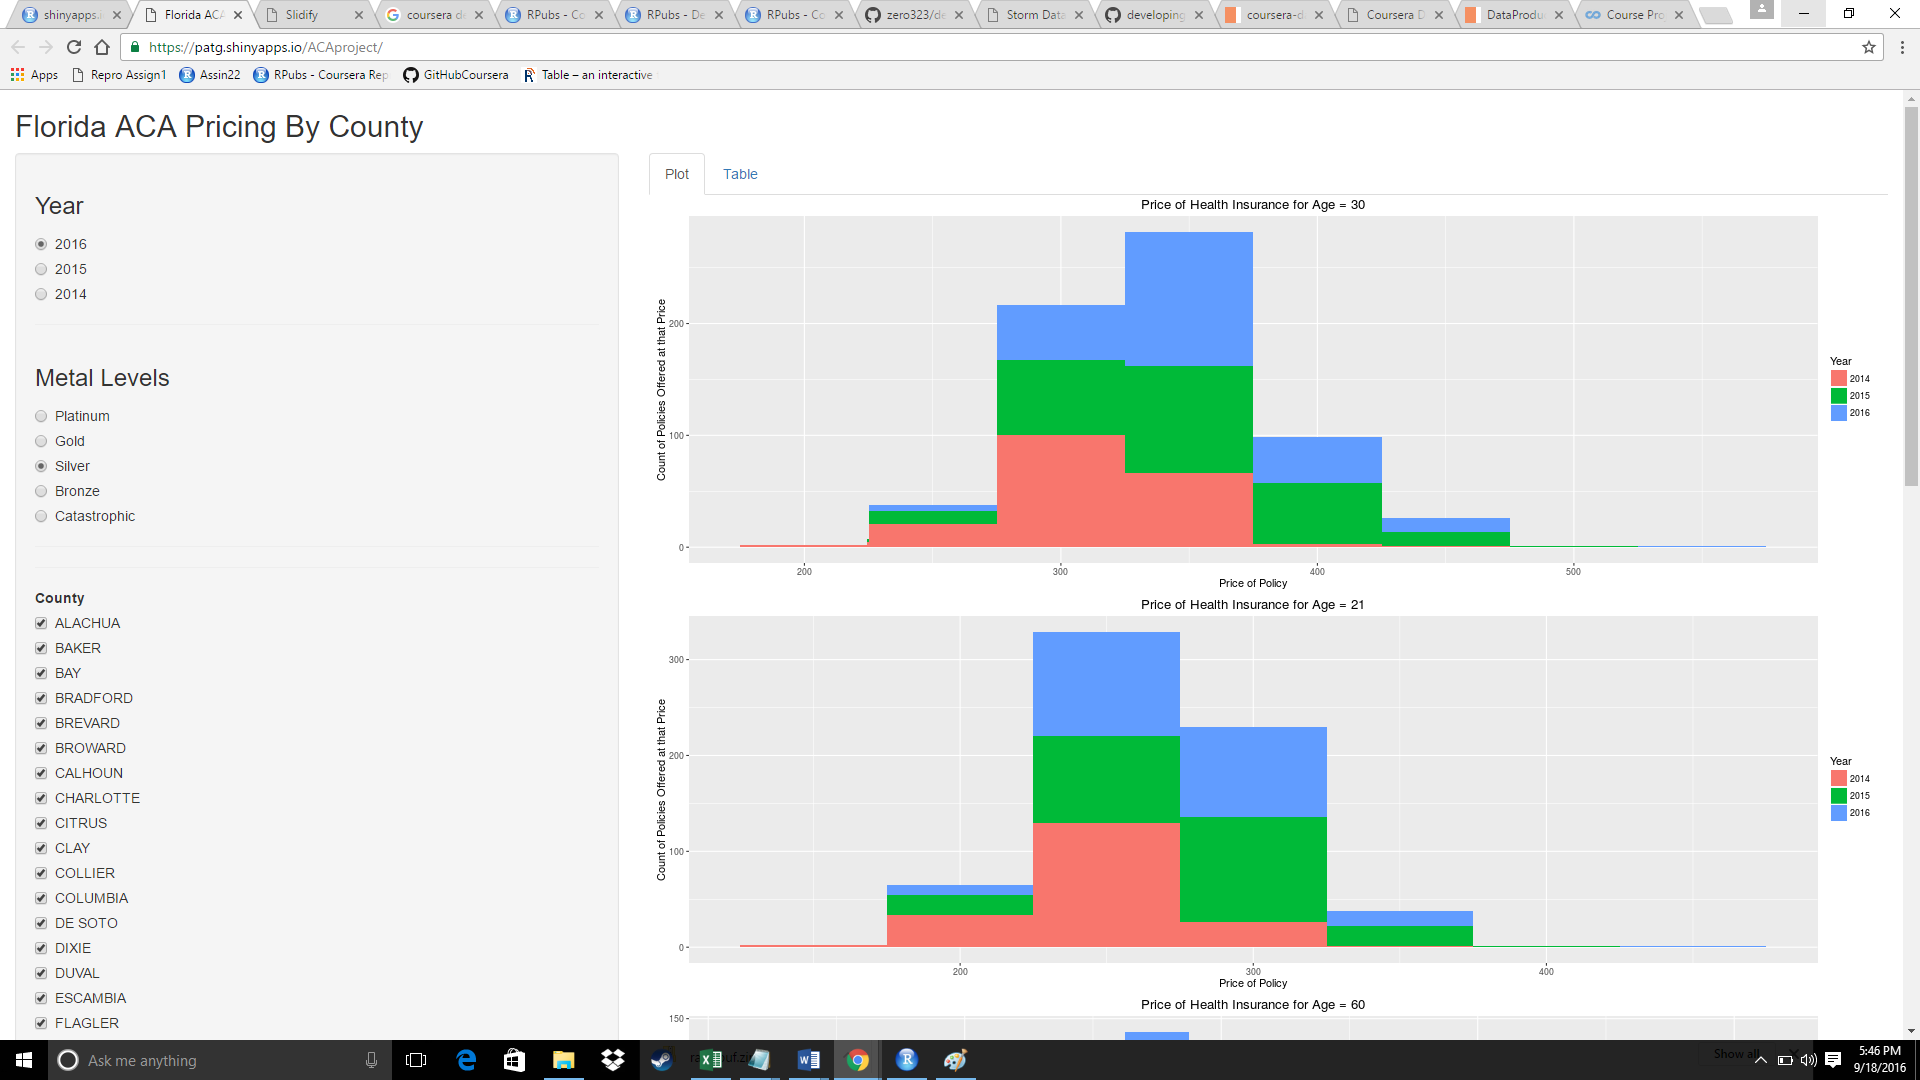 shinyapps.i
Florida ACA
Slidify
coursera de
RPubs - Co
RPubs - De
RPubs - Co
zero323/de
Storm Data
developing
coursera-d
Coursera D
DataProdu
Course Pro
https://patg.shinyapps.io/ACAproject/
Apps
Repro Assign1
Assin22
RPubs - Coursera Rep
GitHubCoursera
Table – an interactive
Florida ACA Pricing By County
Year
2016
2015
2014
Metal Levels
Platinum
Gold
Silver
Bronze
Catastrophic
County
ALACHUA
BAKER
BAY
BRADFORD
BREVARD
BROWARD
CALHOUN
CHARLOTTE
CITRUS
CLAY
COLLIER
COLUMBIA
DE SOTO
DIXIE
DUVAL
ESCAMBIA
FLAGLER
Plot
Table
Price of Health Insurance for Age = 30
Count of Policies Offered at that Price
200
100
0
200
300
400
500
Price of Policy
Year
2014
2015
2016
Price of Health Insurance for Age = 21
Count of Policies Offered at that Price
300
200
100
0
200
300
400
Price of Policy
Year
2014
2015
2016
Price of Health Insurance for Age = 60
150
Ask me anything
Show all
5:46 PM
9/18/2016